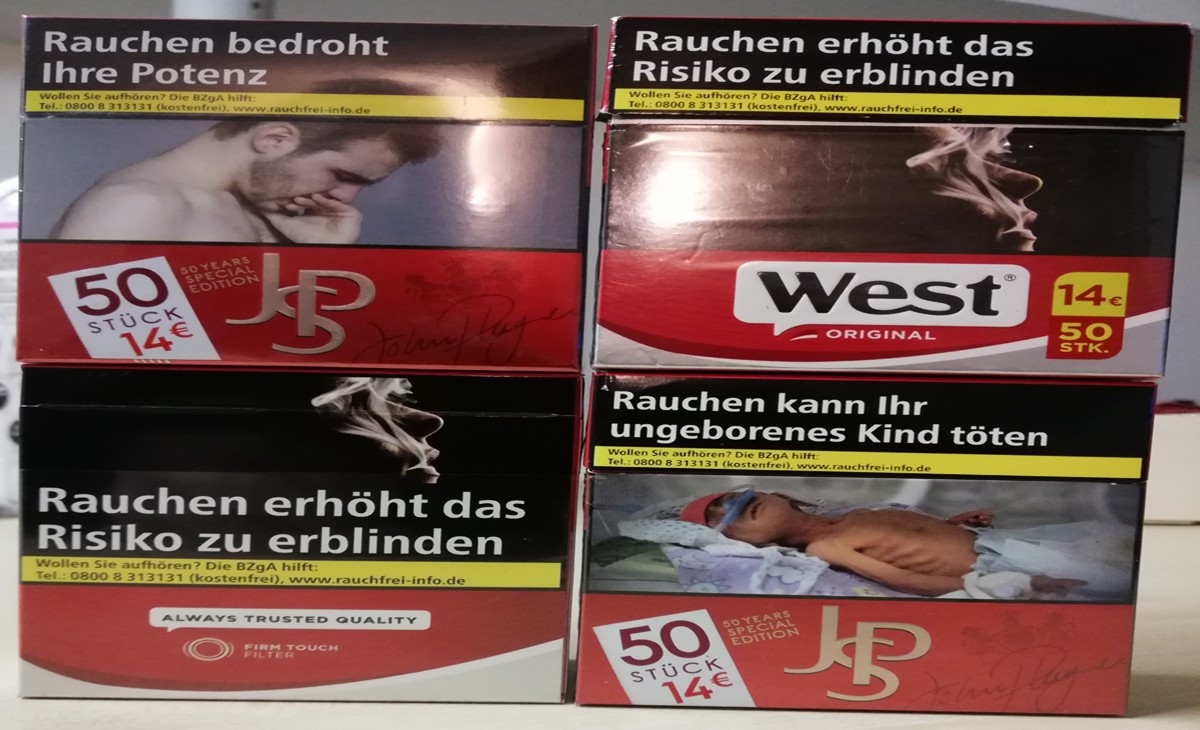 Rauchen bedroht
Ihre Potenz
Wollen Sie aufhören? Die BZgA hilft:
Tel.: 0800 8 313131 (kostenfrei), www.rauchfrei-info.de
50
STÜCK
14€
50 YEARS
SPECIAL
EDITION
JPS
John Player
Rauchen erhöht das
Risiko zu erblinden
Wollen Sie aufhören? Die BZgA hilft:
Tel.: 0800 8 313131 (kostenfrei), www.rauchfrei-info.de
West®
ORIGINAL
14€
50
STK.
Rauchen erhöht das
Risiko zu erblinden
Wollen Sie aufhören? Die BZgA hilft:
Tel.: 0800 8 313131 (kostenfrei), www.rauchfrei-info.de
ALWAYS TRUSTED QUALITY
FIRM TOUCH
FILTER
Rauchen kann Ihr
ungeborenes Kind töten
Wollen Sie aufhören? Die BZgA hilft:
Tel.: 0800 8 313131 (kostenfrei), www.rauchfrei-info.de
50
STÜCK
14€
50 YEARS
SPECIAL
EDITION
JPS
John Player